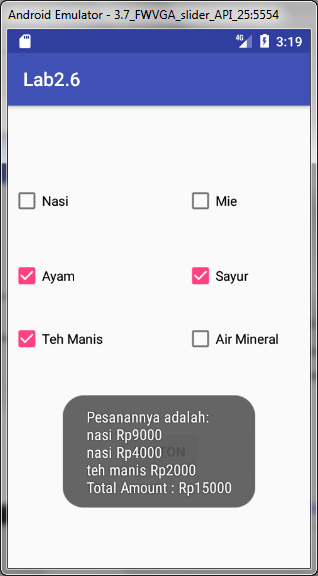 Android Emulator - 3.7_FWVGA_slider_API_25:5554
4G 3:19
Lab2.6
Nasi Mie
Ayam Sayur
Teh Manis Air Mineral
Pesanannya adalah:
nasi Rp9000
nasi Rp4000
teh manis Rp2000
Total Amount : Rp15000